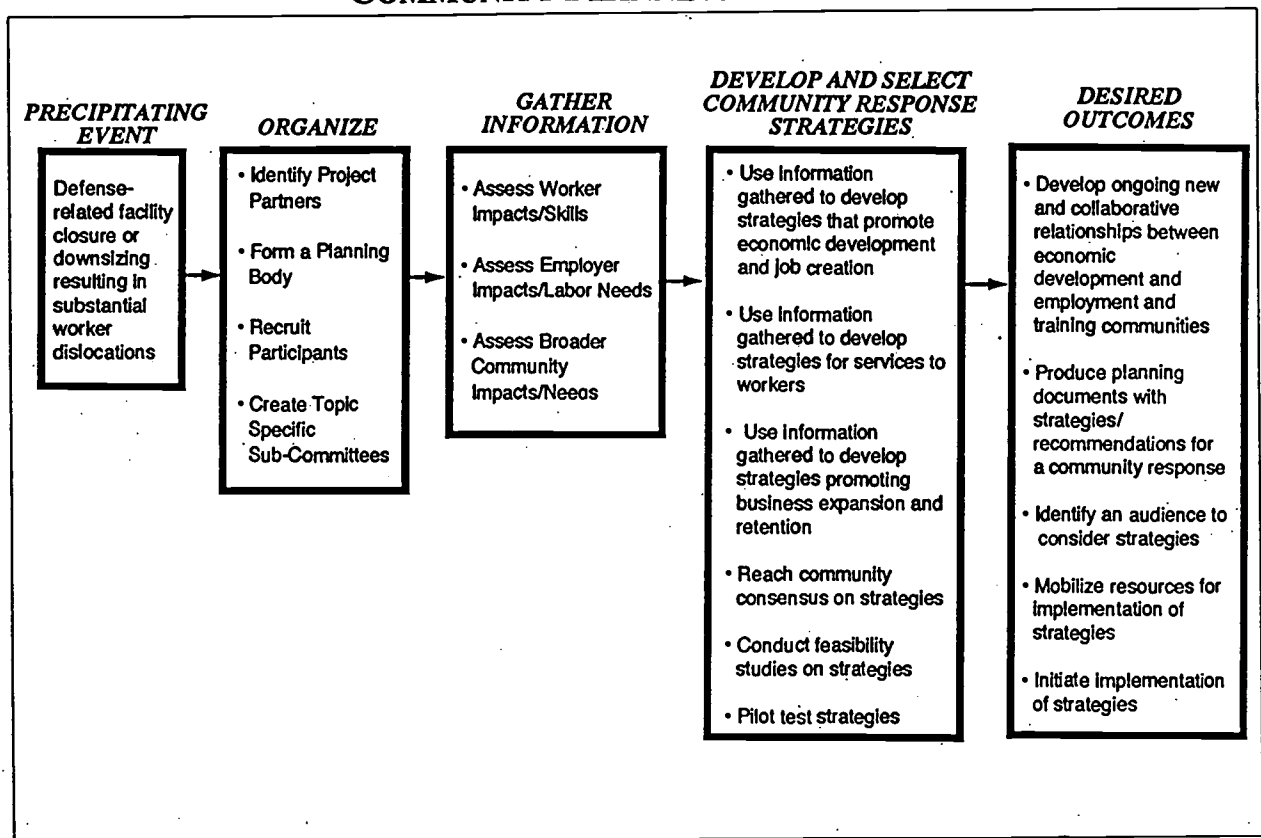 PRECIPITATING
EVENT
Defense-
related facility
closure or
downsizing
resulting in
substantial
worker
dislocations
ORGANIZE
• Identify Project
Partners
• Form a Planning
Body
• Recruit
Participants
• Create Topic
Specific
Sub-Committees
GATHER
INFORMATION
• Assess Worker
Impacts/Skills
• Assess Employer
Impacts/Labor Needs
• Assess Broader
Community
Impacts/Needs
DEVELOP AND SELECT
COMMUNITY RESPONSE
STRATEGIES
• Use Information
gathered to develop
strategies that promote
economic development
and job creation
• Use Information
gathered to develop
strategies for services to
workers
• Use Information
gathered to develop
strategies promoting
business expansion and
retention
• Reach community
consensus on strategies
• Conduct feasibility
studies on strategies
• Pilot test strategies
DESIRED
OUTCOMES
• Develop ongoing new
and collaborative
relationships between
economic
development and
employment and
training communities
• Produce planning
documents with
strategies/
recommendations for
a community response
• Identify an audience to
consider strategies
• Mobilize resources for
implementation of
strategies
• Initiate implementation
of strategies